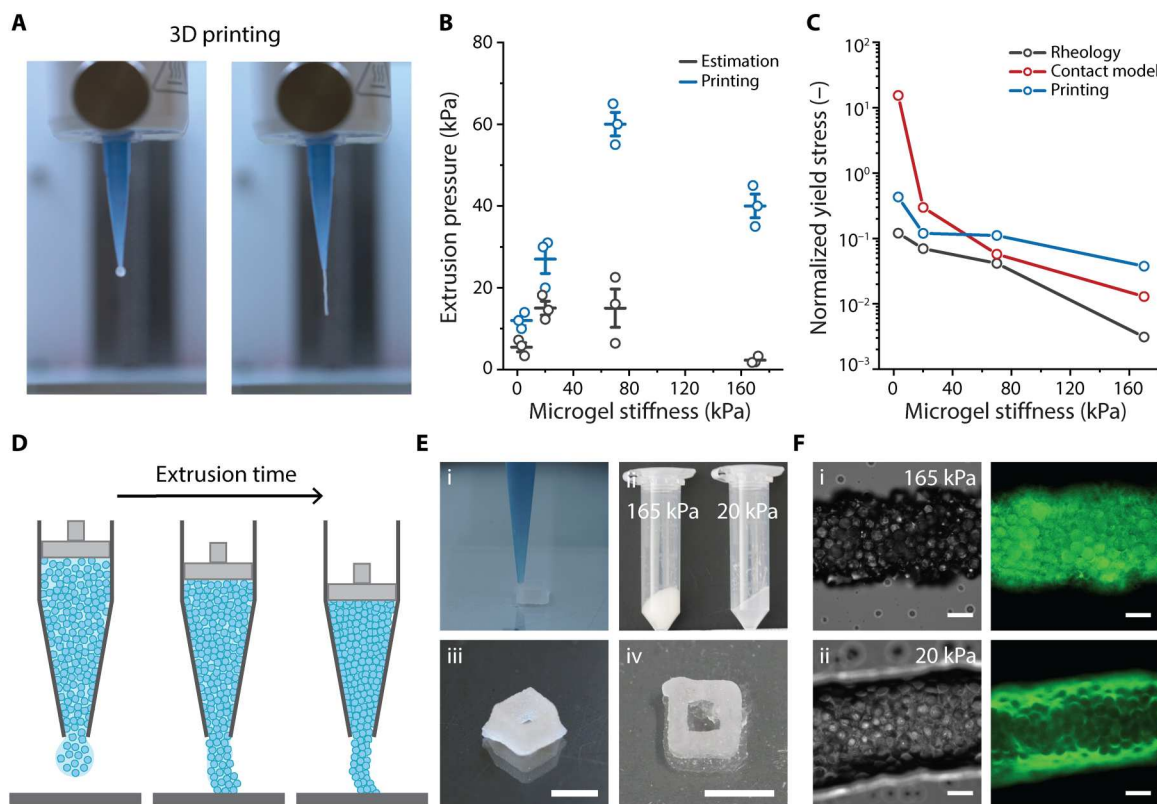 A
3D printing
B
80
60
40
20
0
0 40 80 120 160
Extrusion pressure (kPa)
Microgel stiffness (kPa)
Estimation
Printing
C
10²
10¹
10⁰
10⁻¹
10⁻²
10⁻³
0 40 80 120 160
Normalized yield stress (–)
Microgel stiffness (kPa)
Rheology
Contact model
Printing
D
Extrusion time
E
i
ii
165 kPa 20 kPa
iii
iv
F
i 165 kPa
ii 20 kPa